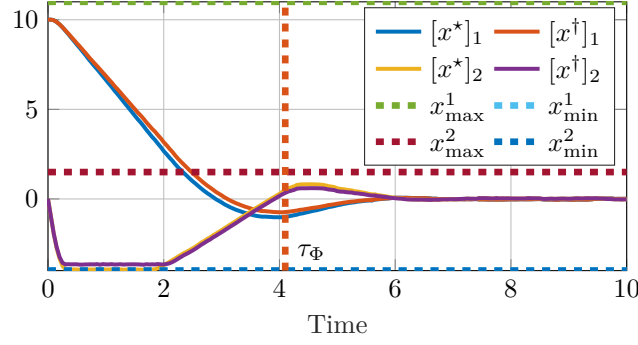 10
5
0
[x⋆]₁ [x†]₁
[x⋆]₂ [x†]₂
x¹max x¹min
x²max x²min
τΦ
0 2 4 6 8 10
Time